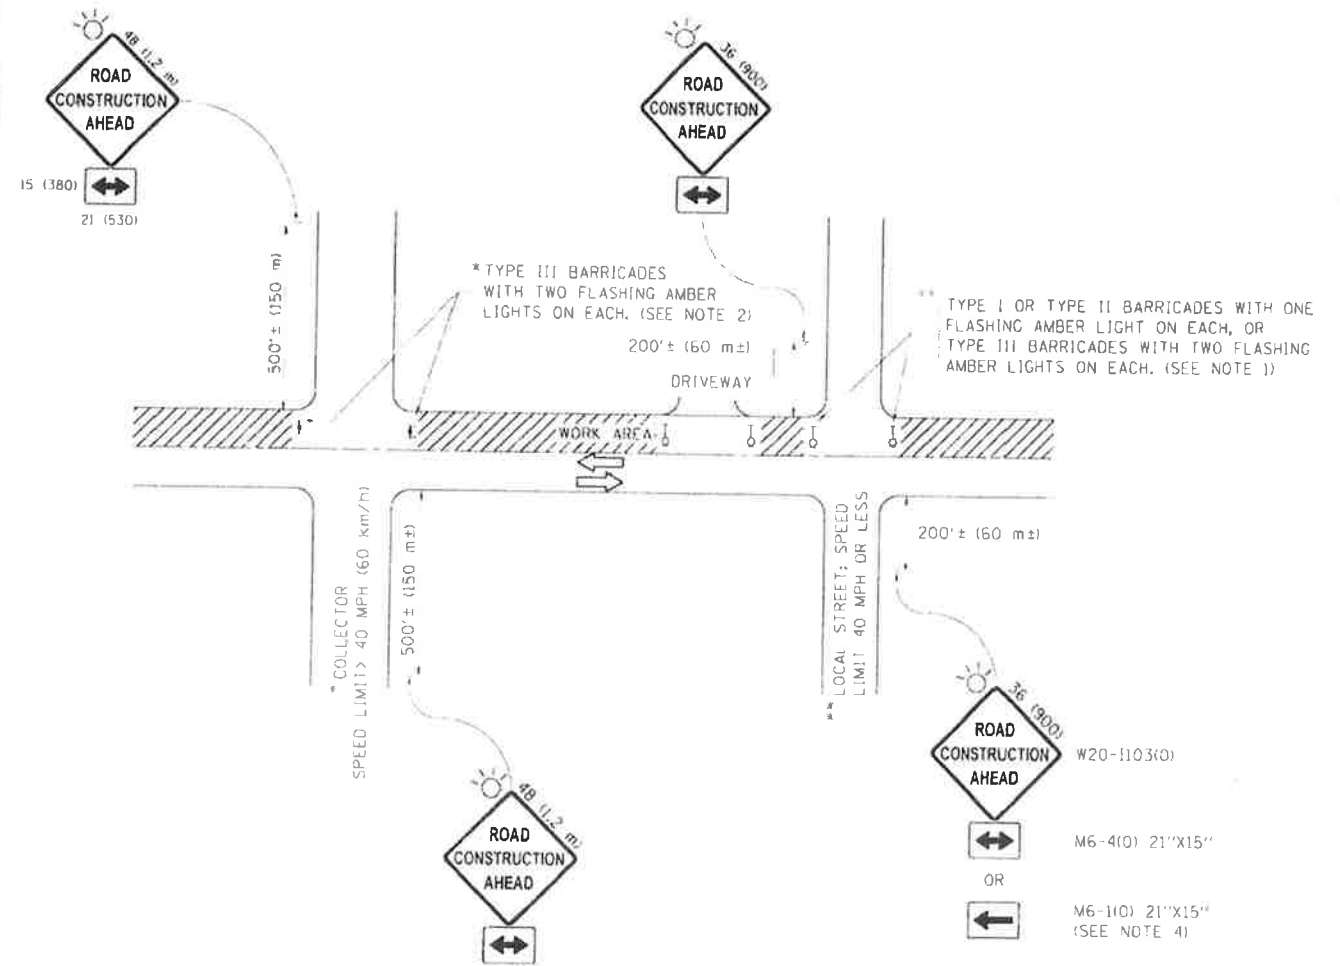 48 (1.2 m)
ROAD
CONSTRUCTION
AHEAD
15 (380)
21 (530)
36 (900)
ROAD
CONSTRUCTION
AHEAD
500'± (150 m)
* TYPE III BARRICADES
WITH TWO FLASHING AMBER
LIGHTS ON EACH. (SEE NOTE 2)
200'± (60 m±)
DRIVEWAY
** TYPE I OR TYPE II BARRICADES WITH ONE
FLASHING AMBER LIGHT ON EACH, OR
TYPE III BARRICADES WITH TWO FLASHING
AMBER LIGHTS ON EACH. (SEE NOTE 1)
WORK AREA
* COLLECTOR
SPEED LIMIT> 40 MPH (60 km/h)
500'± (150 m±)
** LOCAL STREET; SPEED
LIMIT 40 MPH OR LESS
200'± (60 m±)
36 (900)
ROAD
CONSTRUCTION
AHEAD
W20-1103(0)
M6-4(0) 21"X15"
OR
M6-1(0) 21"X15"
(SEE NOTE 4)
48 (1.2 m)
ROAD
CONSTRUCTION
AHEAD